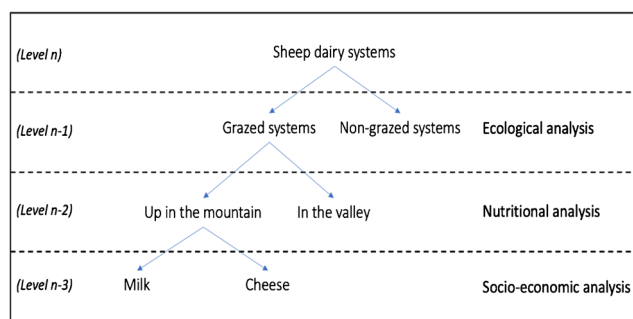 (Level n) Sheep dairy systems
(Level n-1) Grazed systems Non-grazed systems Ecological analysis
(Level n-2) Up in the mountain In the valley Nutritional analysis
(Level n-3) Milk Cheese Socio-economic analysis